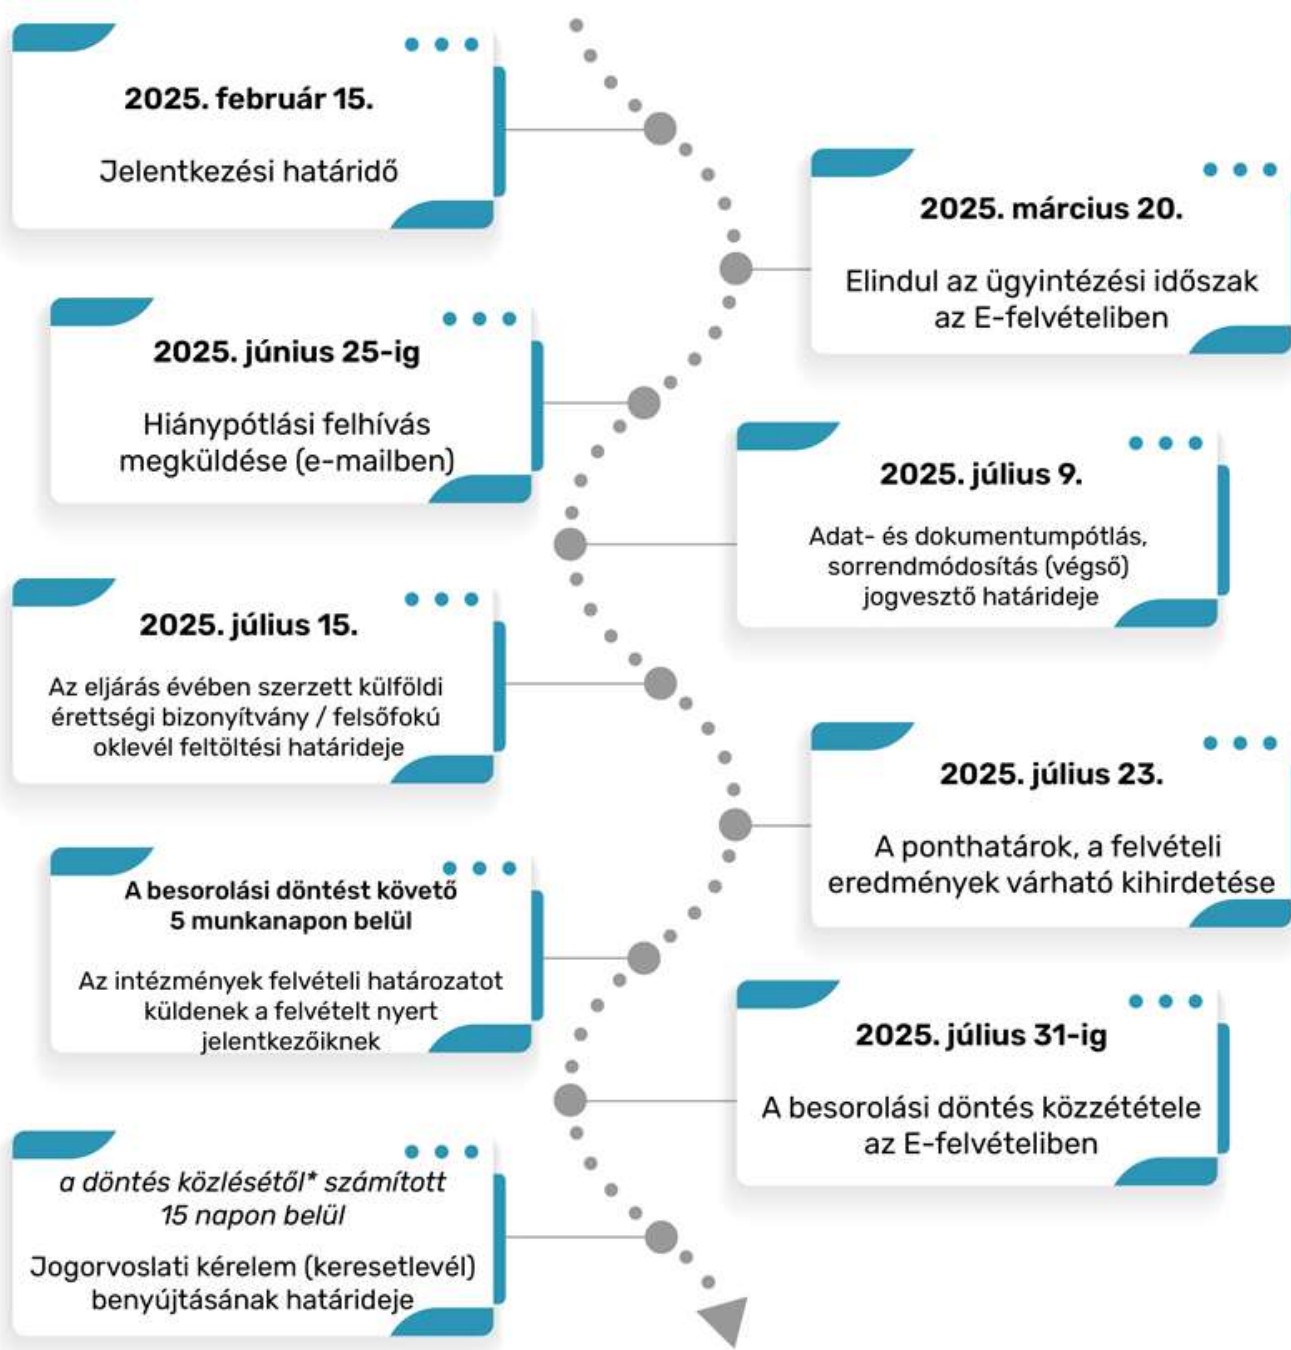 2025. február 15.
Jelentkezési határidő
2025. március 20.
Elindul az ügyintézési időszak
az E-felvételiben
2025. június 25-ig
Hiánypótlási felhívás
megküldése (e-mailben)
2025. július 9.
Adat- és dokumentumpótlás,
sorrendmódosítás (végső)
jogvesztő határideje
2025. július 15.
Az eljárás évében szerzett külföldi
érettségi bizonyítvány / felsőfokú
oklevél feltöltési határideje
2025. július 23.
A ponthatárok, a felvételi
eredmények várható kihirdetése
A besorolási döntést követő
5 munkanapon belül
Az intézmények felvételi határozatot
küldenek a felvételt nyert
jelentkezőiknek
2025. július 31-ig
A besorolási döntés közzététele
az E-felvételiben
a döntés közlésétől* számított
15 napon belül
Jogorvoslati kérelem (keresetlevél)
benyújtásának határideje